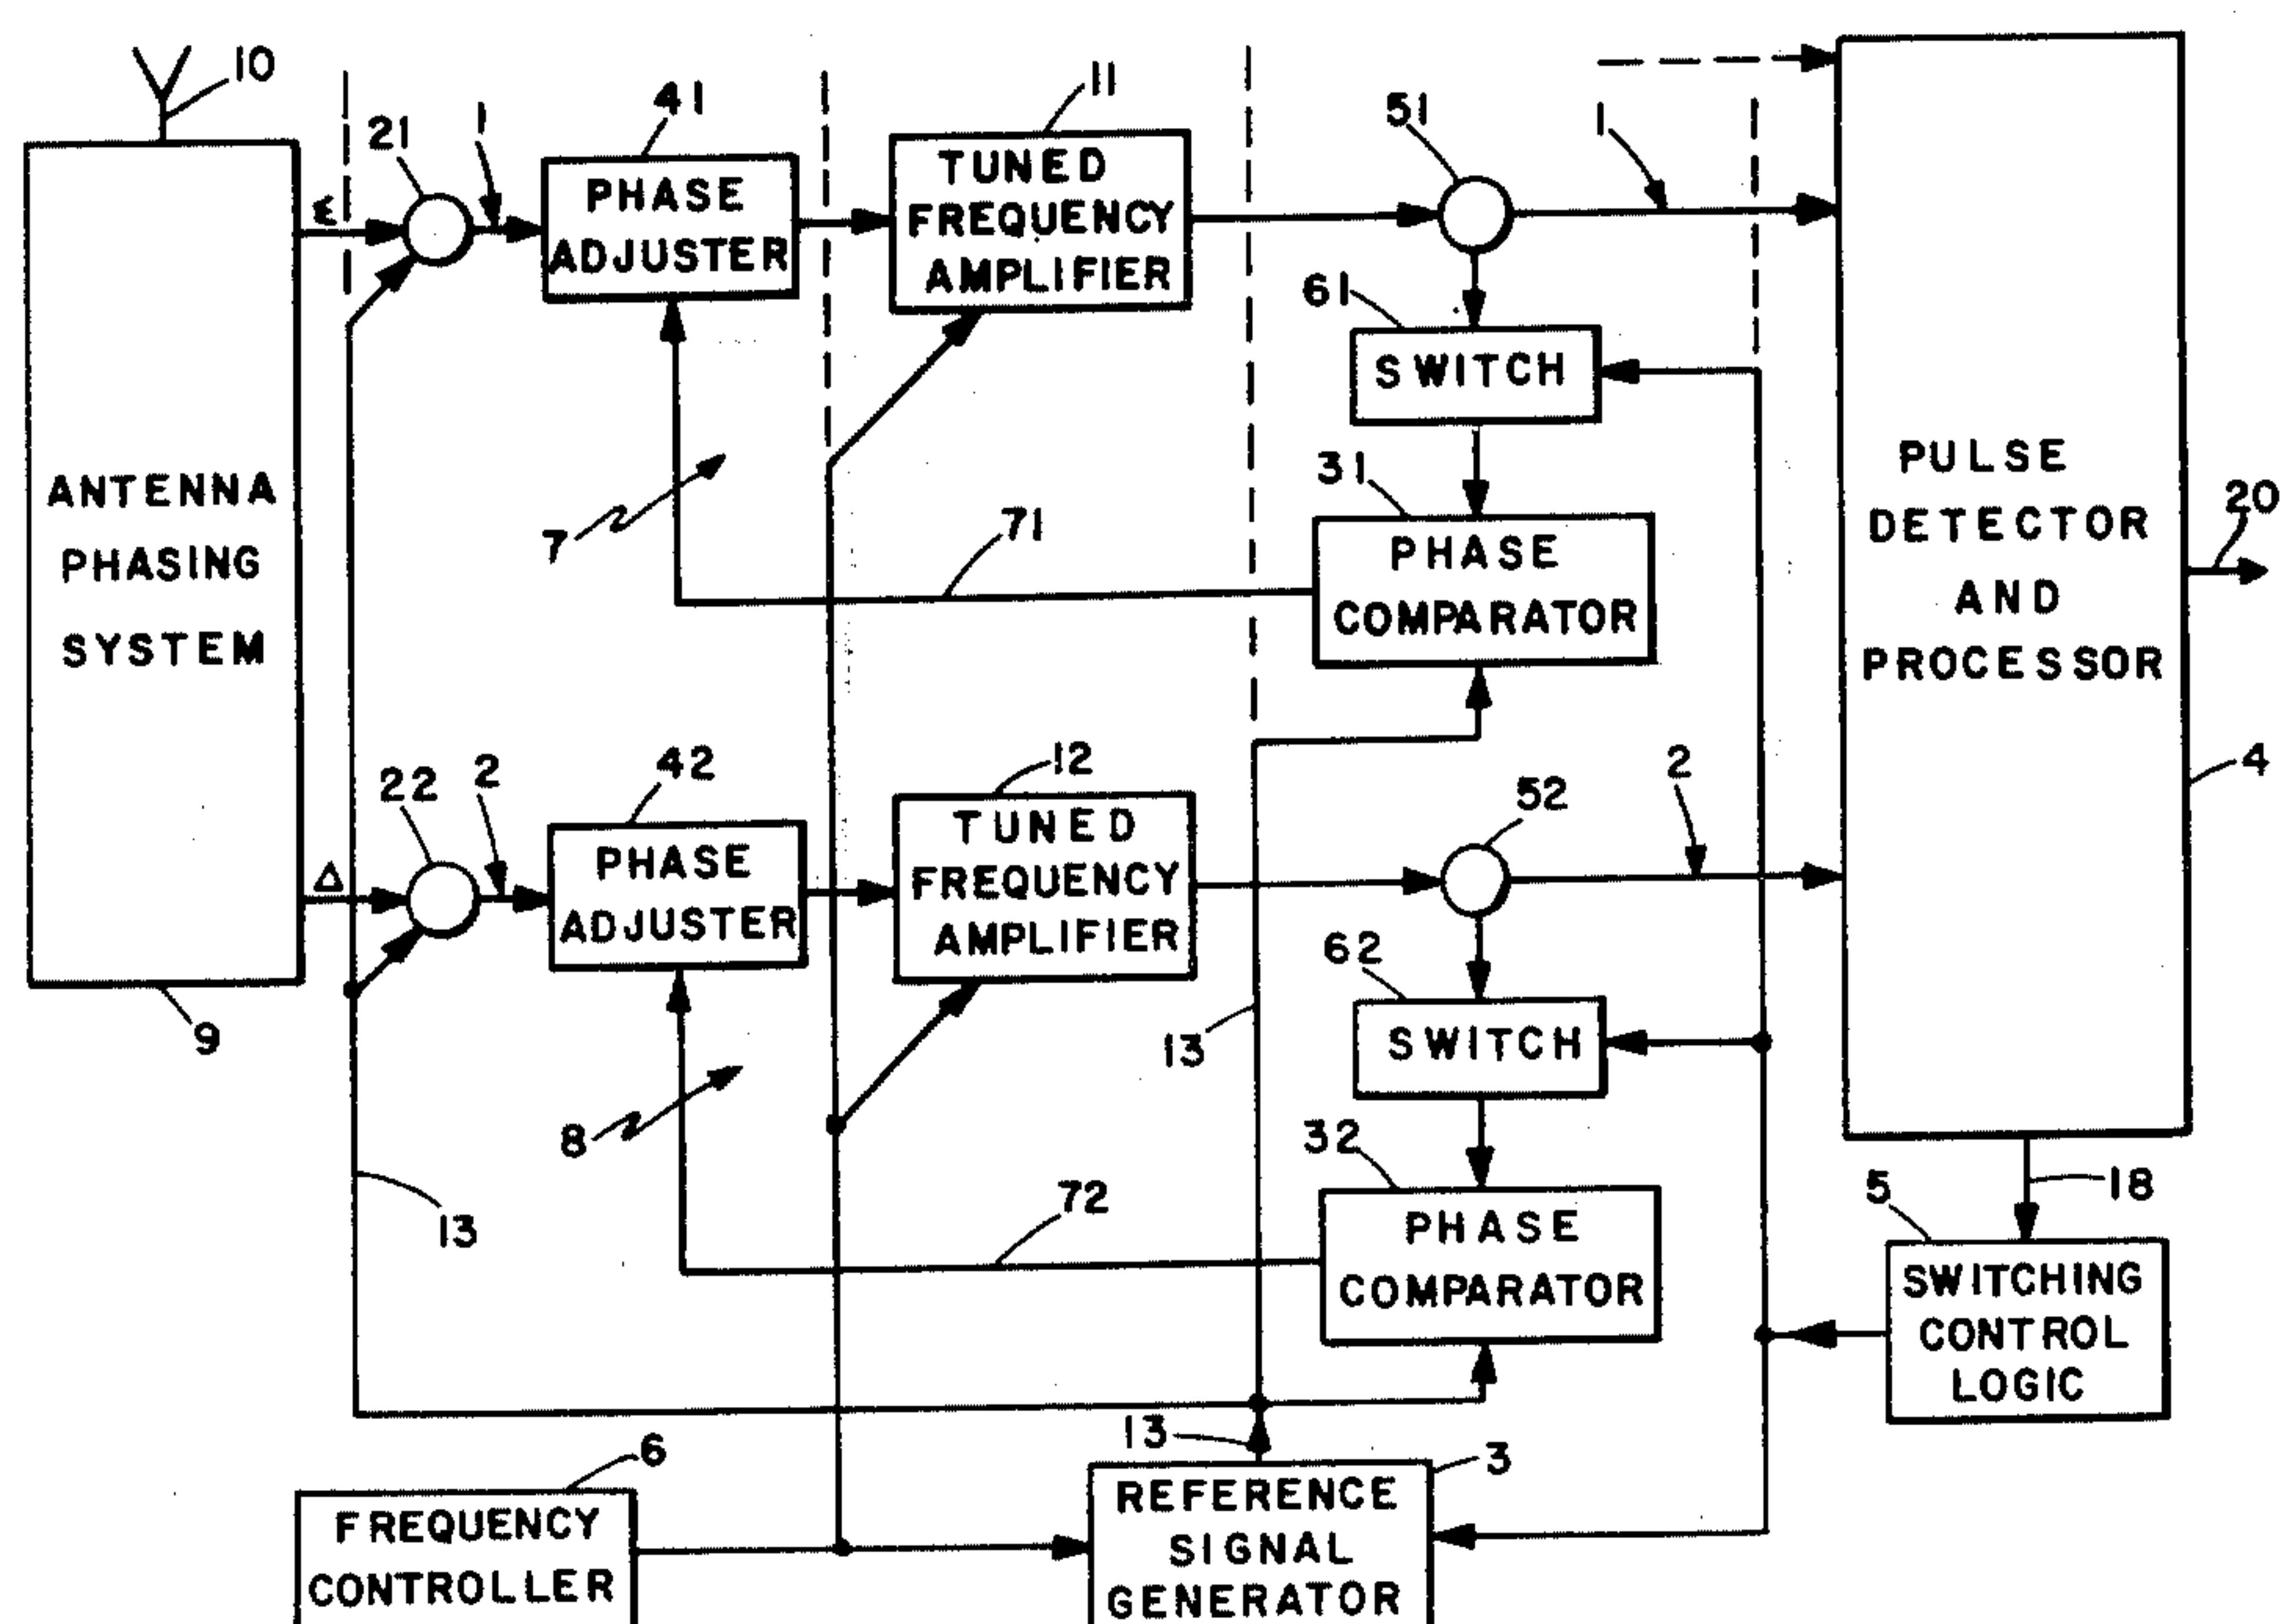 10
21
1
41
PHASE
ADJUSTER
11
TUNED
FREQUENCY
AMPLIFIER
51
1
Σ
61
SWITCH
ANTENNA
PHASING
SYSTEM
9
7
71
31
PHASE
COMPARATOR
PULSE
DETECTOR
AND
PROCESSOR
20
4
22
2
42
PHASE
ADJUSTER
12
TUNED
FREQUENCY
AMPLIFIER
52
2
Δ
62
SWITCH
13
8
72
32
PHASE
COMPARATOR
13
18
5
SWITCHING
CONTROL
LOGIC
13
6
FREQUENCY
CONTROLLER
3
REFERENCE
SIGNAL
GENERATOR